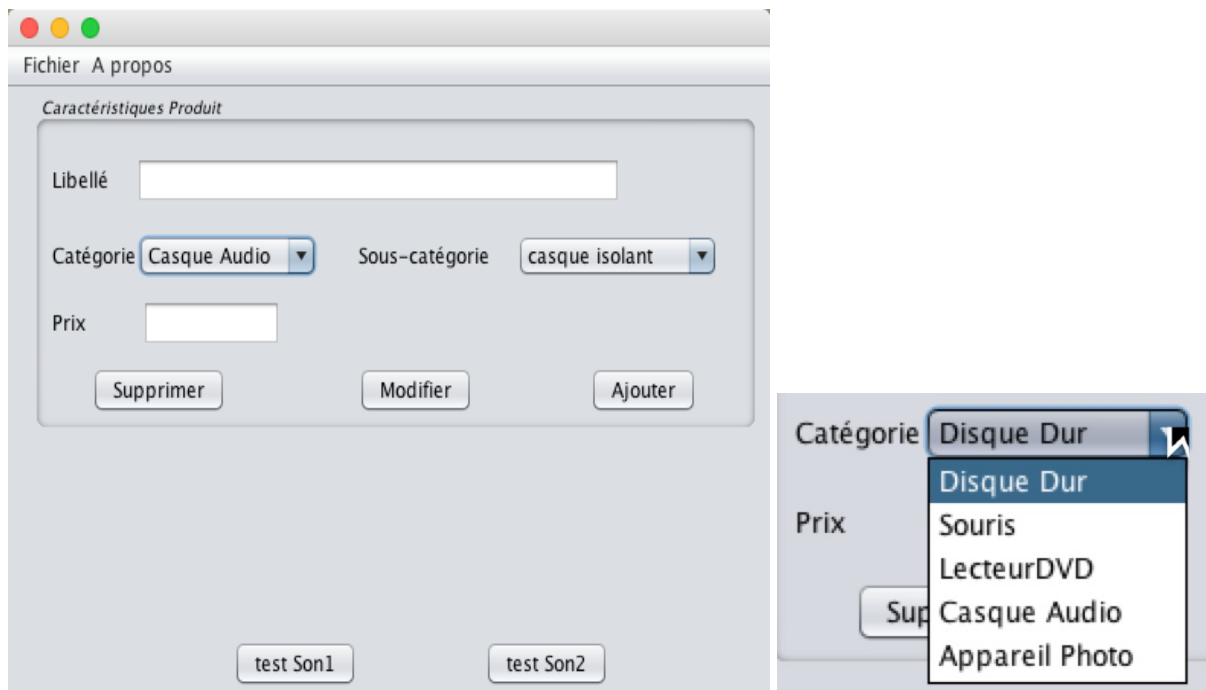 Fichier A propos
Caractéristiques Produit
Libellé
Catégorie Casque Audio Sous-catégorie casque isolant
Prix
Supprimer Modifier Ajouter
test Son1 test Son2
Catégorie Disque Dur
Disque Dur
Souris
Prix
LecteurDVD
Sup Casque Audio
Appareil Photo